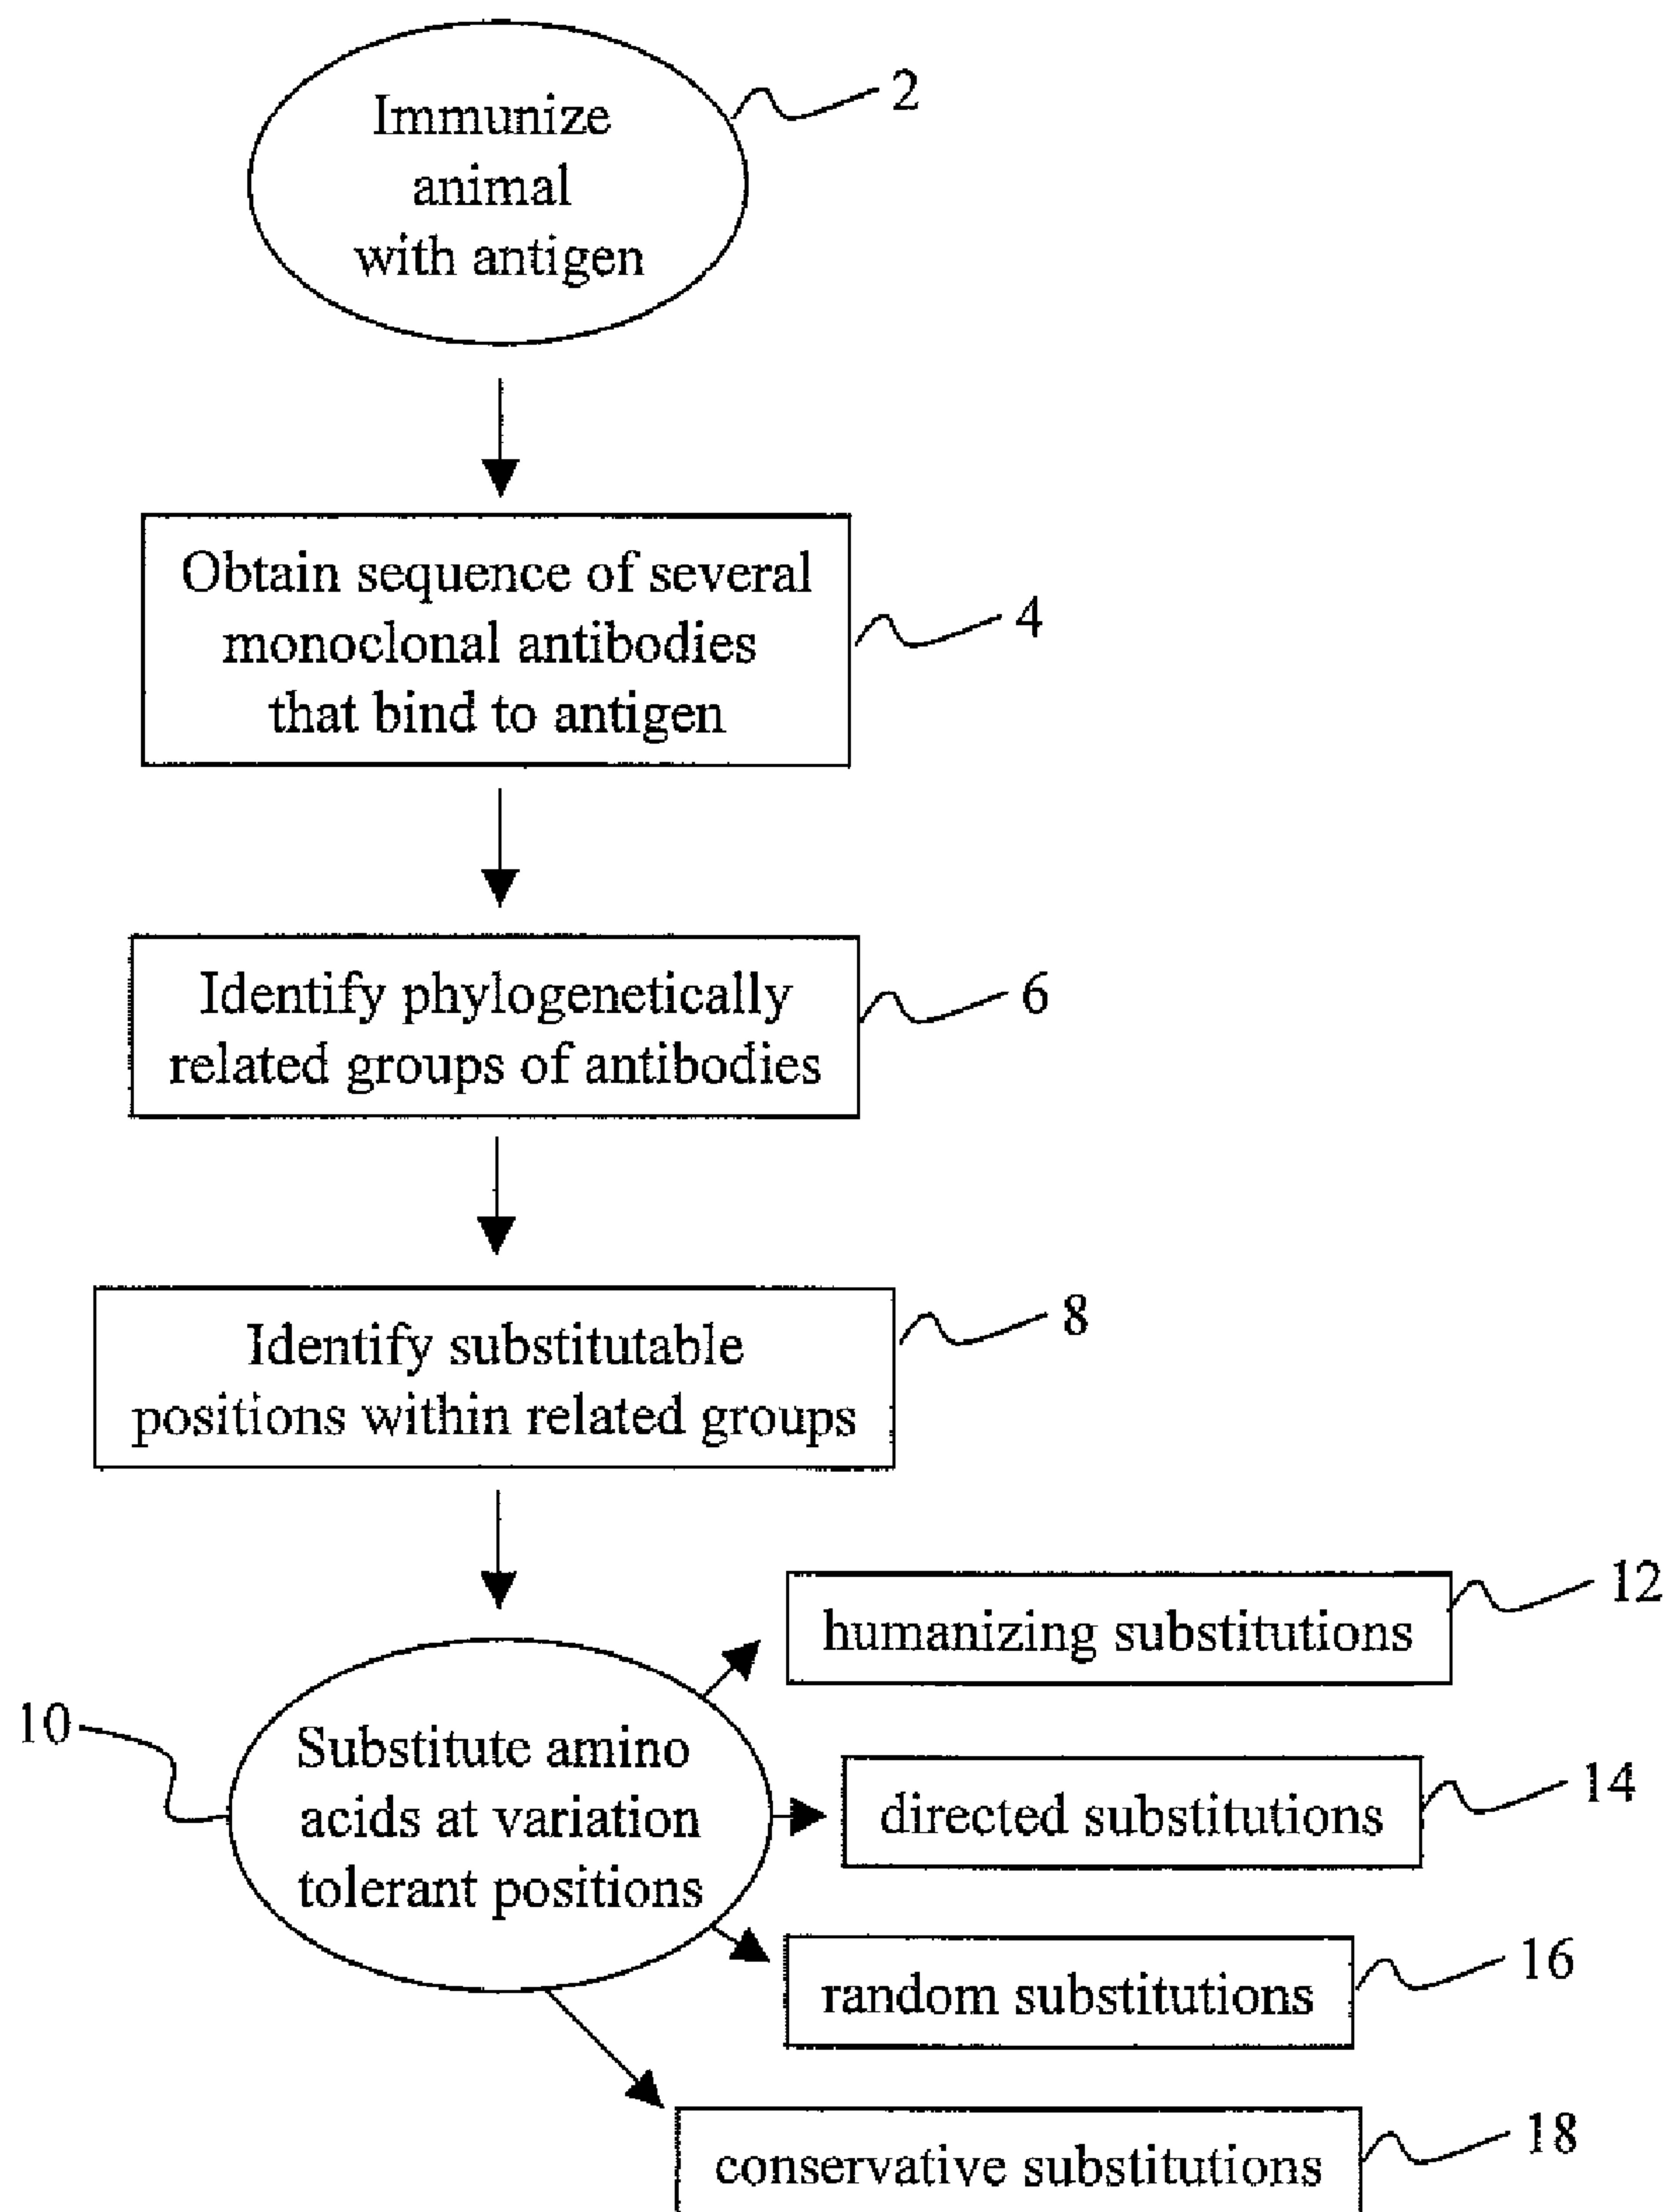 Immunize
animal
with antigen
2
Obtain sequence of several
monoclonal antibodies
that bind to antigen
4
Identify phylogenetically
related groups of antibodies
6
Identify substitutable
positions within related groups
8
10
Substitute amino
acids at variation
tolerant positions
humanizing substitutions
12
directed substitutions
14
random substitutions
16
conservative substitutions
18